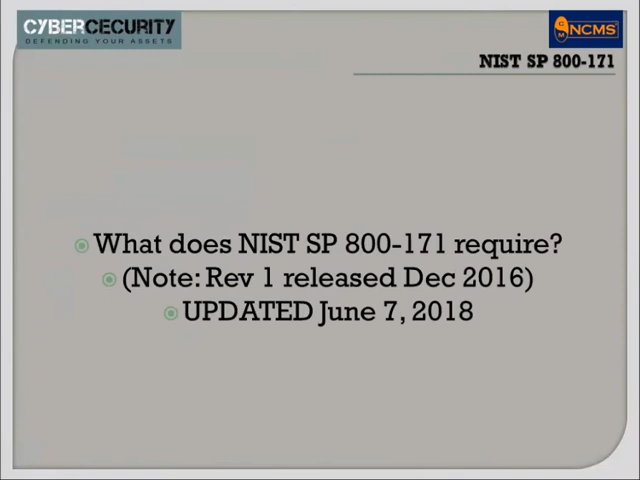 CYBERCECURITY
DEFENDING YOUR ASSETS
NCMS
NIST SP 800-171
What does NIST SP 800-171 require?
(Note: Rev 1 released Dec 2016)
UPDATED June 7, 2018